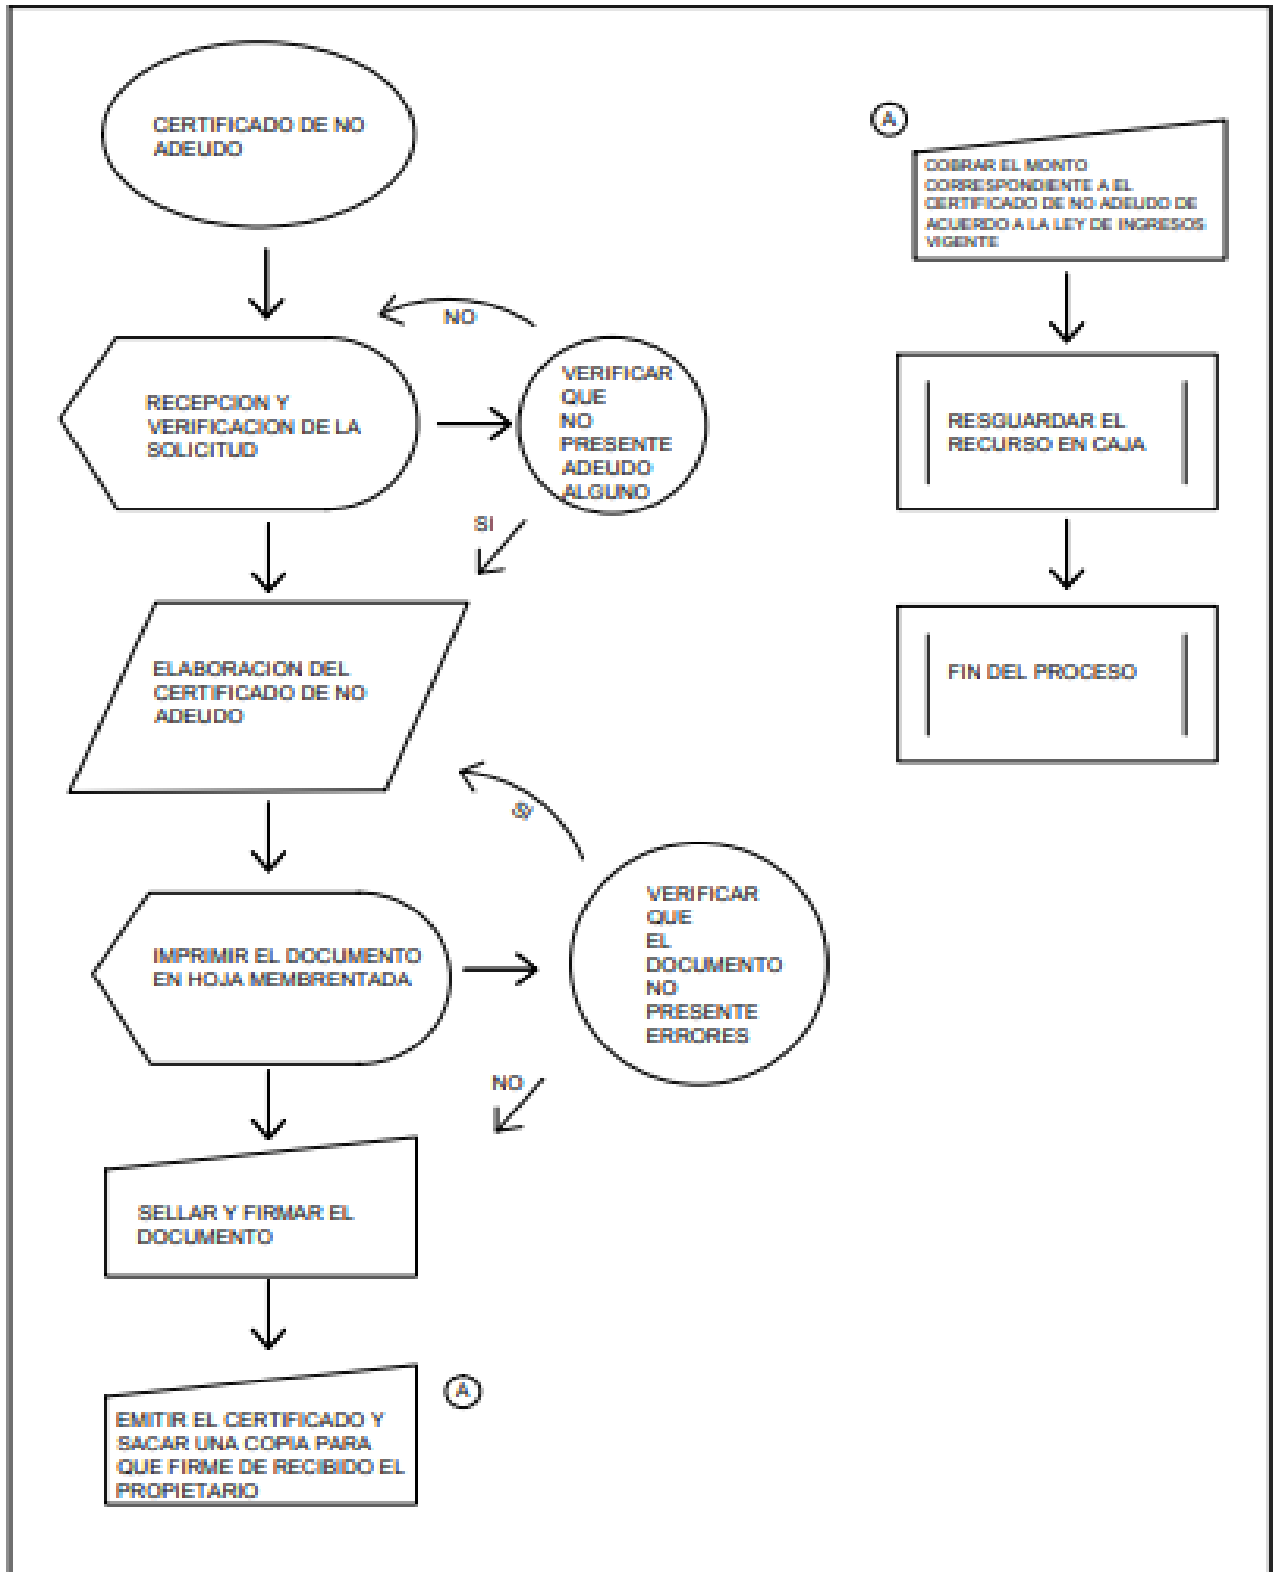 CERTIFICADO DE NO
ADEUDO
NO
RECEPCION Y
VERIFICACION DE LA
SOLICITUD
VERIFICAR
QUE
NO
PRESENTE
ADEUDO
ALGUNO
SI
ELABORACION DEL
CERTIFICADO DE NO
ADEUDO
SI
IMPRIMIR EL DOCUMENTO
EN HOJA MEMBRENTADA
VERIFICAR
QUE
EL
DOCUMENTO
NO
PRESENTE
ERRORES
NO
SELLAR Y FIRMAR EL
DOCUMENTO
A
EMITIR EL CERTIFICADO Y
SACAR UNA COPIA PARA
QUE FIRME DE RECIBIDO EL
PROPIETARIO
A
COBRAR EL MONTO
CORRESPONDIENTE A EL
CERTIFICADO DE NO ADEUDO DE
ACUERDO A LA LEY DE INGRESOS
VIGENTE
RESGUARDAR EL
RECURSO EN CAJA
FIN DEL PROCESO